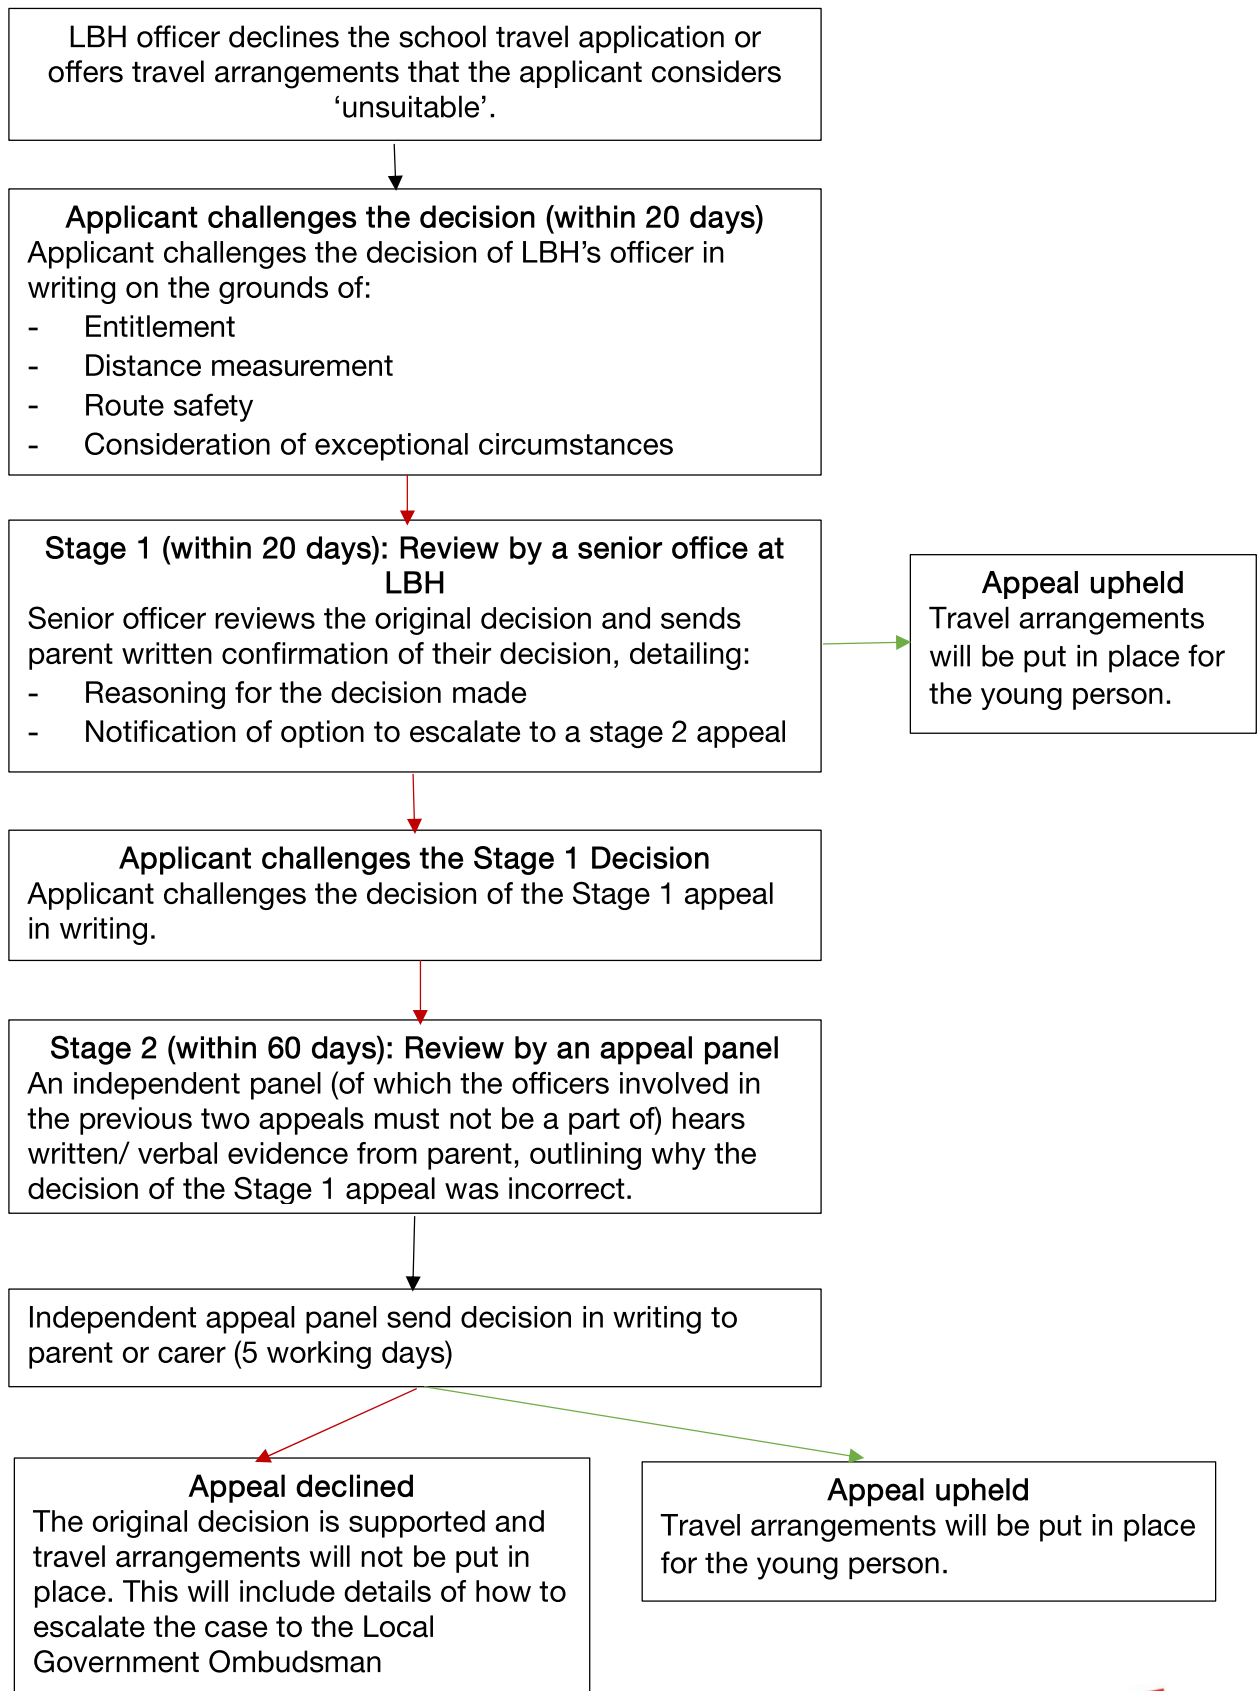 LBH officer declines the school travel application or
offers travel arrangements that the applicant considers
‘unsuitable’.
Applicant challenges the decision (within 20 days)
Applicant challenges the decision of LBH’s officer in
writing on the grounds of:
- Entitlement
- Distance measurement
- Route safety
- Consideration of exceptional circumstances
Stage 1 (within 20 days): Review by a senior office at
LBH
Senior officer reviews the original decision and sends
parent written confirmation of their decision, detailing:
- Reasoning for the decision made
- Notification of option to escalate to a stage 2 appeal
Appeal upheld
Travel arrangements
will be put in place for
the young person.
Applicant challenges the Stage 1 Decision
Applicant challenges the decision of the Stage 1 appeal
in writing.
Stage 2 (within 60 days): Review by an appeal panel
An independent panel (of which the officers involved in
the previous two appeals must not be a part of) hears
written/ verbal evidence from parent, outlining why the
decision of the Stage 1 appeal was incorrect.
Independent appeal panel send decision in writing to
parent or carer (5 working days)
Appeal declined
The original decision is supported and
travel arrangements will not be put in
place. This will include details of how to
escalate the case to the Local
Government Ombudsman
Appeal upheld
Travel arrangements will be put in place
for the young person.